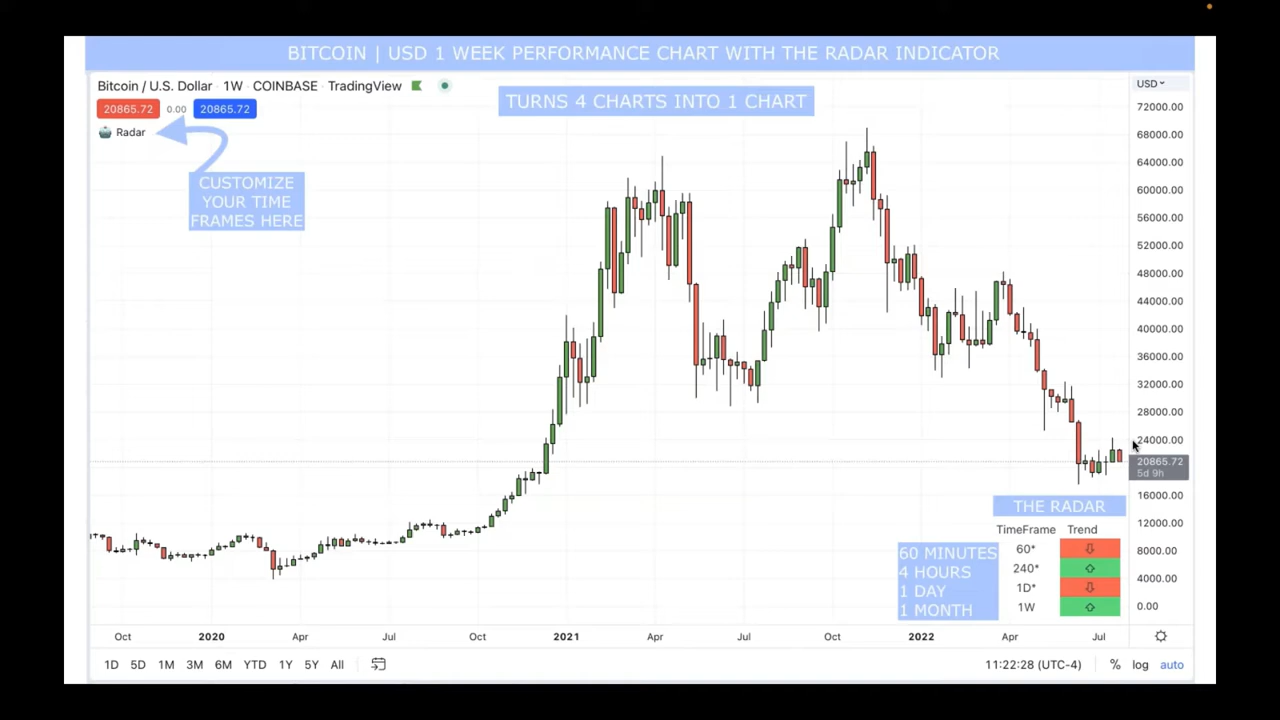 BITCOIN | USD 1 WEEK PERFORMANCE CHART WITH THE RADAR INDICATOR
Bitcoin / U.S. Dollar · 1W · COINBASE · TradingView
USD
TURNS 4 CHARTS INTO 1 CHART
20865.72 0.00 20865.72
Radar
CUSTOMIZE
YOUR TIME
FRAMES HERE
72000.00
68000.00
64000.00
60000.00
56000.00
52000.00
48000.00
44000.00
40000.00
36000.00
32000.00
28000.00
24000.00
20865.72
5d 9h
16000.00
12000.00
8000.00
4000.00
0.00
THE RADAR
TimeFrame Trend
60*
240*
1D*
1W
60 MINUTES
4 HOURS
1 DAY
1 MONTH
Oct 2020 Apr Jul Oct 2021 Apr Jul Oct 2022 Apr Jul
1D 5D 1M 3M 6M YTD 1Y 5Y All 11:22:28 (UTC-4) % log auto